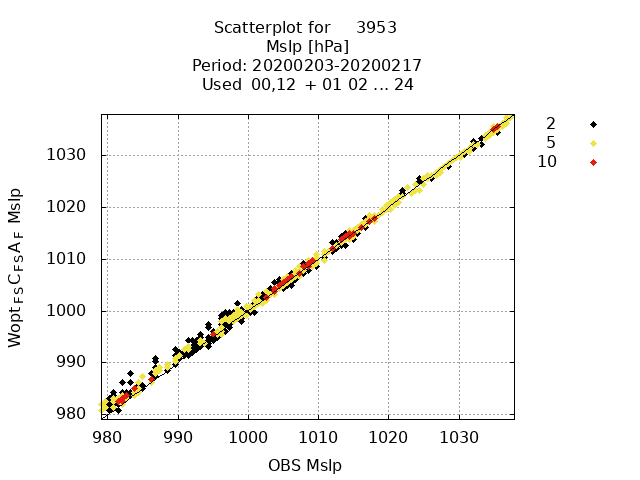 Scatterplot for 3953
Mslp [hPa]
Period: 20200203-20200217
Used 00,12 + 01 02 ... 24
2
5
10
1030
1020
1010
1000
990
980
Wopt FS C FS A F Mslp
980 990 1000 1010 1020 1030
OBS Mslp